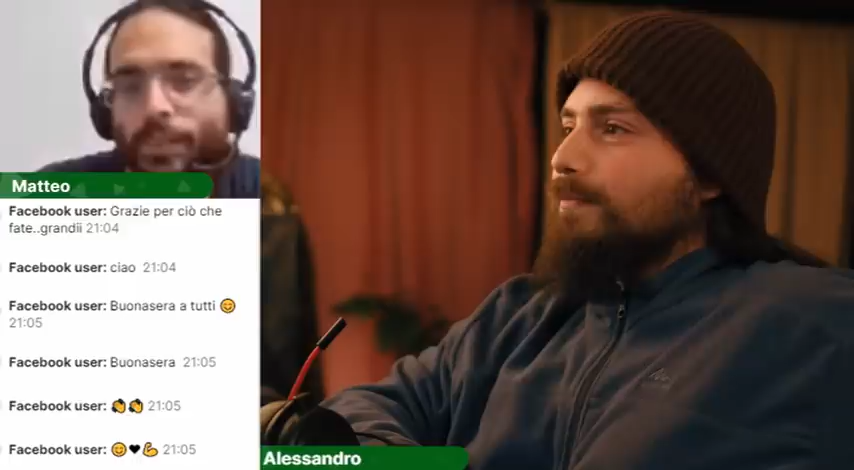 Matteo
Facebook user: Grazie per ciò che
fate..grandii 21:04
Facebook user: ciao 21:04
Facebook user: Buonasera a tutti 😊
21:05
Facebook user: Buonasera 21:05
Facebook user: 👏👏 21:05
Facebook user: 😊❤💪 21:05
Alessandro